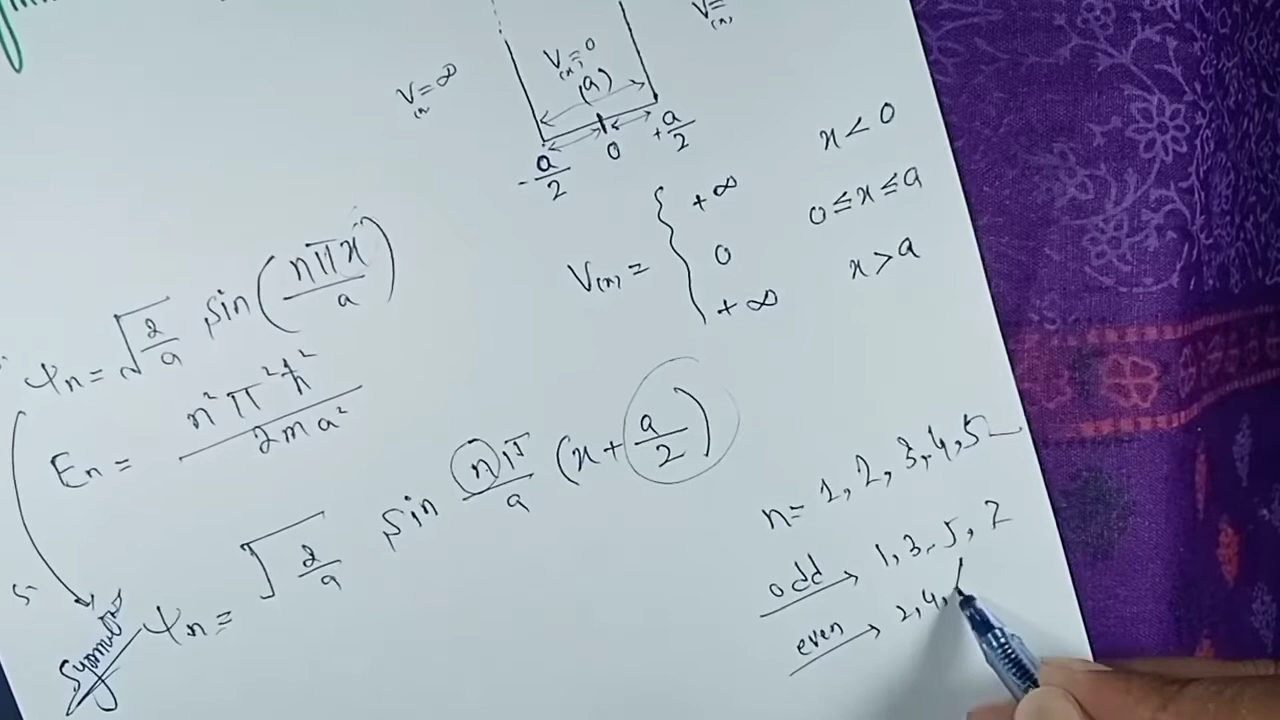 V(x)=
V(x)=∞
V(x)=0
(a)
-a/2 0 +a/2
V(x) = { +∞ x<0
0 0≤x≤a
+∞ x>a
ψn = √(2/a) sin(nπx/a)
En = n²π²ħ²/2ma²
ψn = √(2/a) sin nπ/a (x+a/2)
n= 1, 2, 3, 4, 5
odd → 1, 3, 5, 7
even → 2, 4,